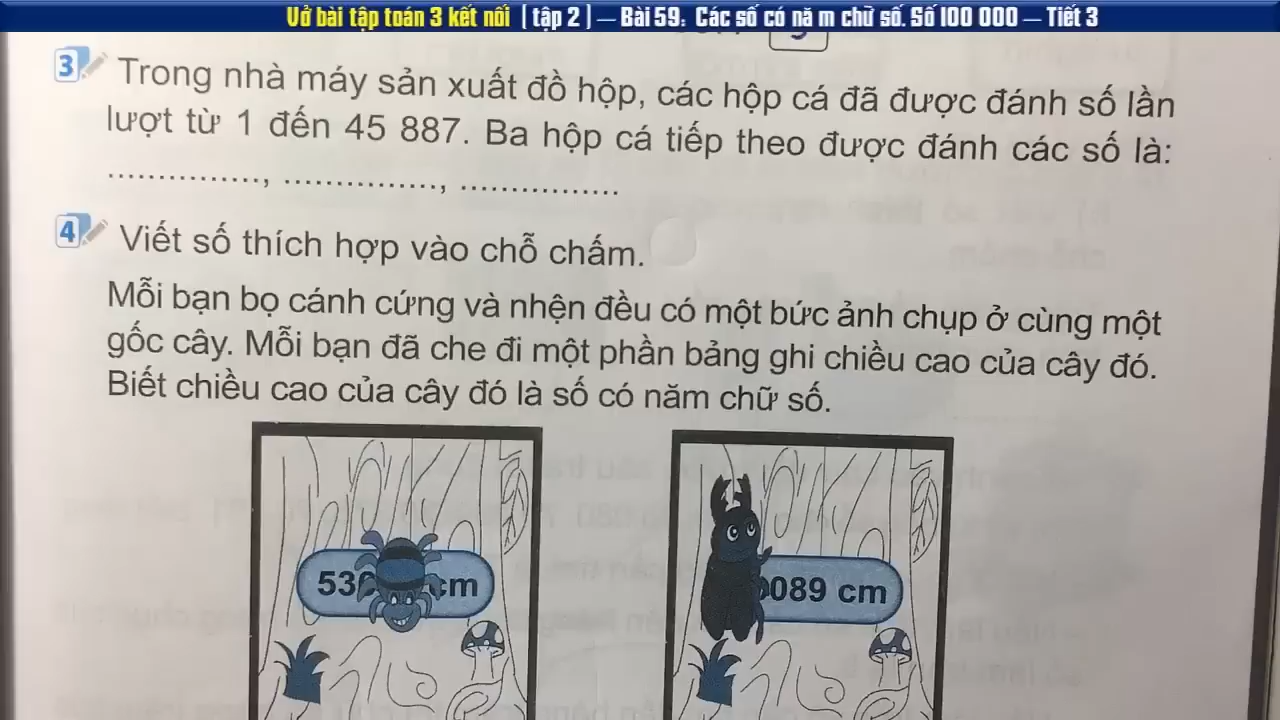 Vở bài tập toán 3 kết nối ( tập 2 ) – Bài 59: Các số có nă m chữ số. Số 100 000 – Tiết 3
3 Trong nhà máy sản xuất đồ hộp, các hộp cá đã được đánh số lần
lượt từ 1 đến 45 887. Ba hộp cá tiếp theo được đánh các số là:
................, ................, ................
4 Viết số thích hợp vào chỗ chấm.
Mỗi bạn bọ cánh cứng và nhện đều có một bức ảnh chụp ở cùng một
gốc cây. Mỗi bạn đã che đi một phần bảng ghi chiều cao của cây đó.
Biết chiều cao của cây đó là số có năm chữ số.
53 cm
089 cm